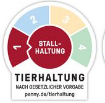 1 2 3 4
STALL-
HALTUNG
TIERHALTUNG
NACH GESETZLICHER VORGABE
penny.de/tierhaltung